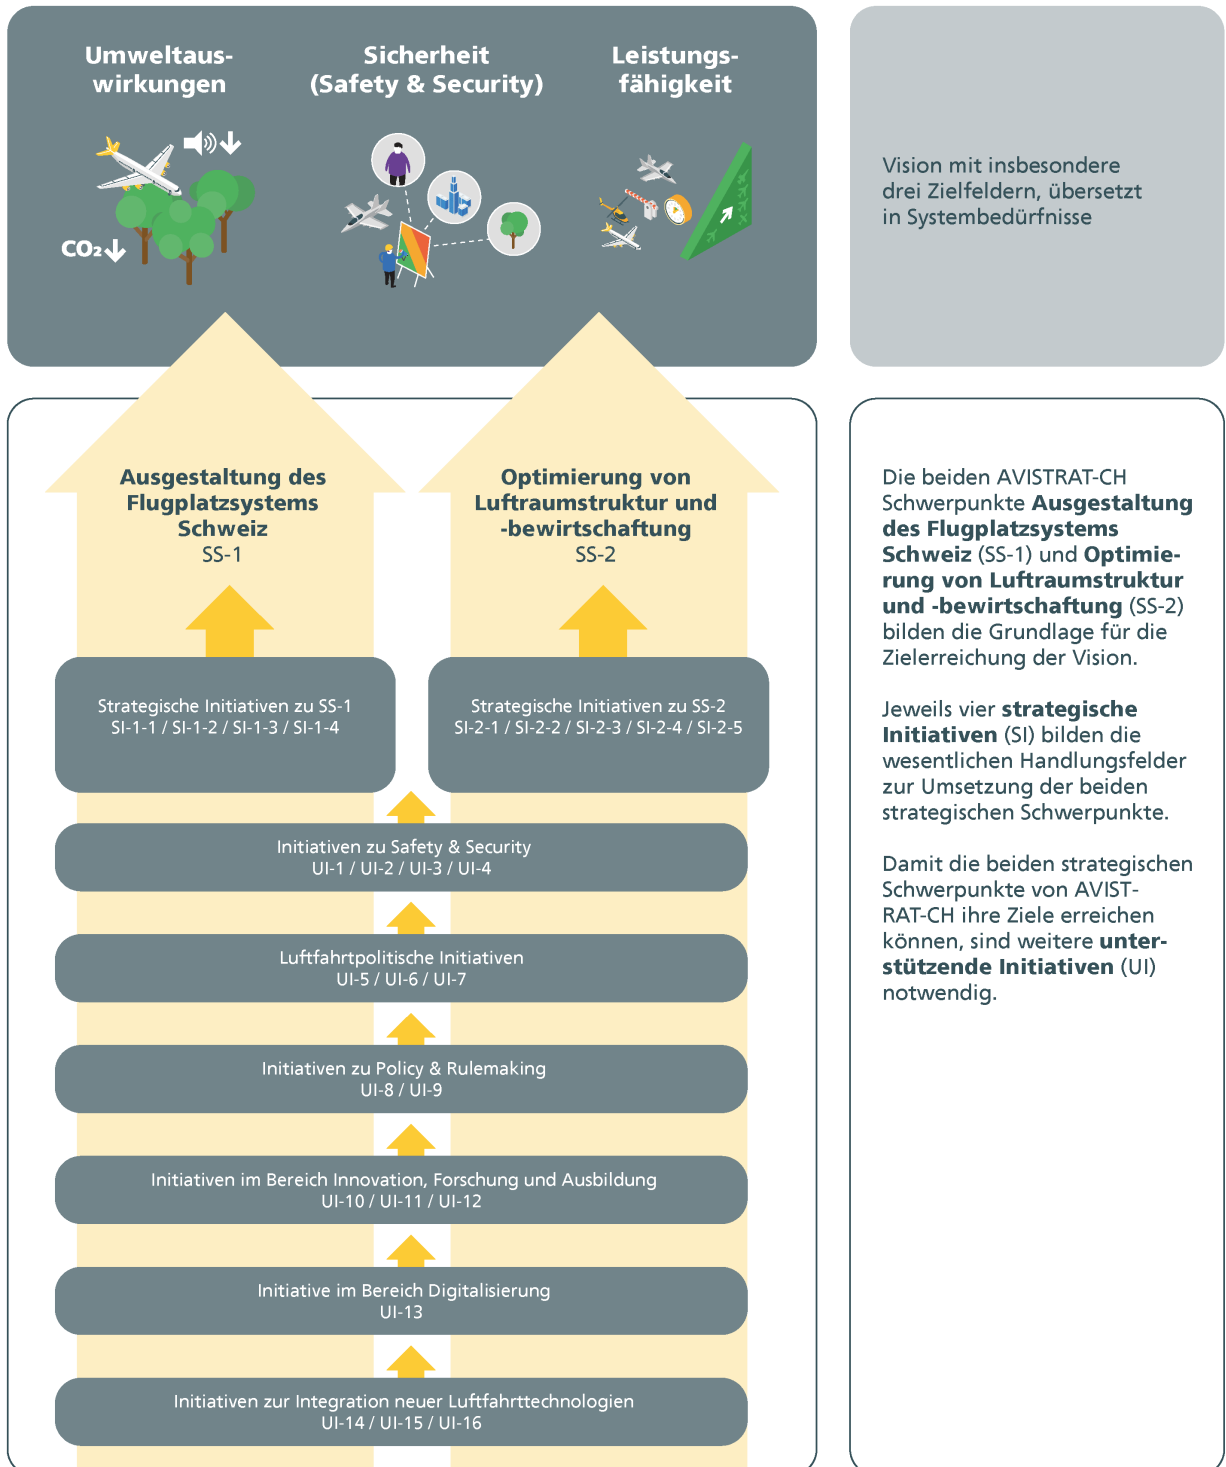 Umweltaus-
wirkungen
Sicherheit
(Safety & Security)
Leistungs-
fähigkeit
CO₂
Vision mit insbesondere
drei Zielfeldern, übersetzt
in Systembedürfnisse
Ausgestaltung des
Flugplatzsystems
Schweiz
SS-1
Optimierung von
Luftraumstruktur und
-bewirtschaftung
SS-2
Strategische Initiativen zu SS-1
SI-1-1 / SI-1-2 / SI-1-3 / SI-1-4
Strategische Initiativen zu SS-2
SI-2-1 / SI-2-2 / SI-2-3 / SI-2-4 / SI-2-5
Initiativen zu Safety & Security
UI-1 / UI-2 / UI-3 / UI-4
Luftfahrtpolitische Initiativen
UI-5 / UI-6 / UI-7
Initiativen zu Policy & Rulemaking
UI-8 / UI-9
Initiativen im Bereich Innovation, Forschung und Ausbildung
UI-10 / UI-11 / UI-12
Initiative im Bereich Digitalisierung
UI-13
Initiativen zur Integration neuer Luftfahrttechnologien
UI-14 / UI-15 / UI-16
Die beiden AVISTRAT-CH
Schwerpunkte Ausgestaltung
des Flugplatzsystems
Schweiz (SS-1) und Optimie-
rung von Luftraumstruktur
und -bewirtschaftung (SS-2)
bilden die Grundlage für die
Zielerreichung der Vision.
Jeweils vier strategische
Initiativen (SI) bilden die
wesentlichen Handlungsfelder
zur Umsetzung der beiden
strategischen Schwerpunkte.
Damit die beiden strategischen
Schwerpunkte von AVIST-
RAT-CH ihre Ziele erreichen
können, sind weitere unter-
stützende Initiativen (UI)
notwendig.